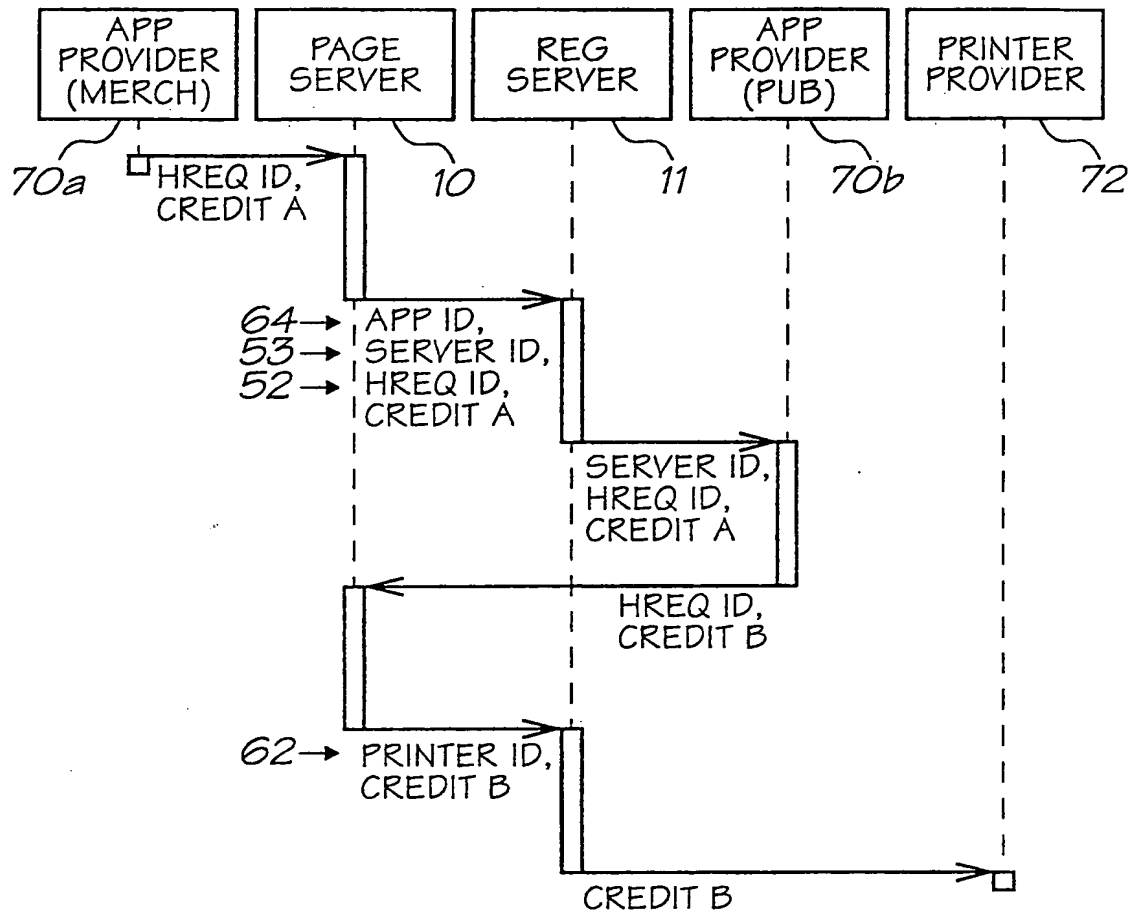 APP
PROVIDER
(MERCH)
PAGE
SERVER
REG
SERVER
APP
PROVIDER
(PUB)
PRINTER
PROVIDER
70a
10
11
70b
72
HREQ ID,
CREDIT A
64
APP ID,
53
SERVER ID,
52
HREQ ID,
CREDIT A
SERVER ID,
HREQ ID,
CREDIT A
HREQ ID,
CREDIT B
62
PRINTER ID,
CREDIT B
CREDIT B